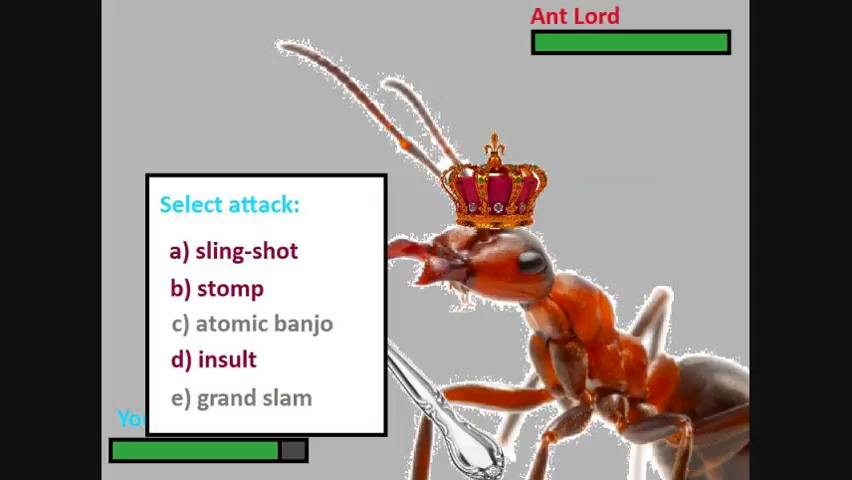 Ant Lord
Select attack:
a) sling-shot
b) stomp
c) atomic banjo
d) insult
e) grand slam